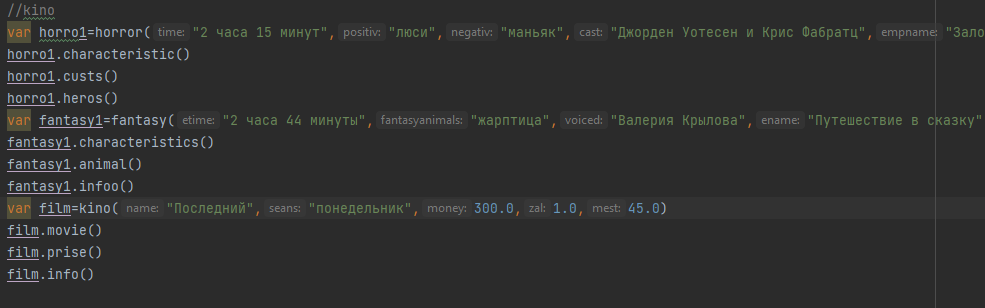 //kino
var horro1=horror( time: "2 часа 15 минут", positiv: "люси", negativ: "маньяк", cast: "Джорден Уотесен и Крис Фабратц", empname: "Зало
horro1.characteristic()
horro1.custs()
horro1.heros()
var fantasy1=fantasy( etime: "2 часа 44 минуты", fantasyanimals: "жарптица", voiced: "Валерия Крылова", ename: "Путешествие в сказку"
fantasy1.characteristics()
fantasy1.animal()
fantasy1.infoo()
var film=kino( name: "Последний", seans: "понедельник", money: 300.0, zal: 1.0, mest: 45.0)
film.movie()
film.prise()
film.info()